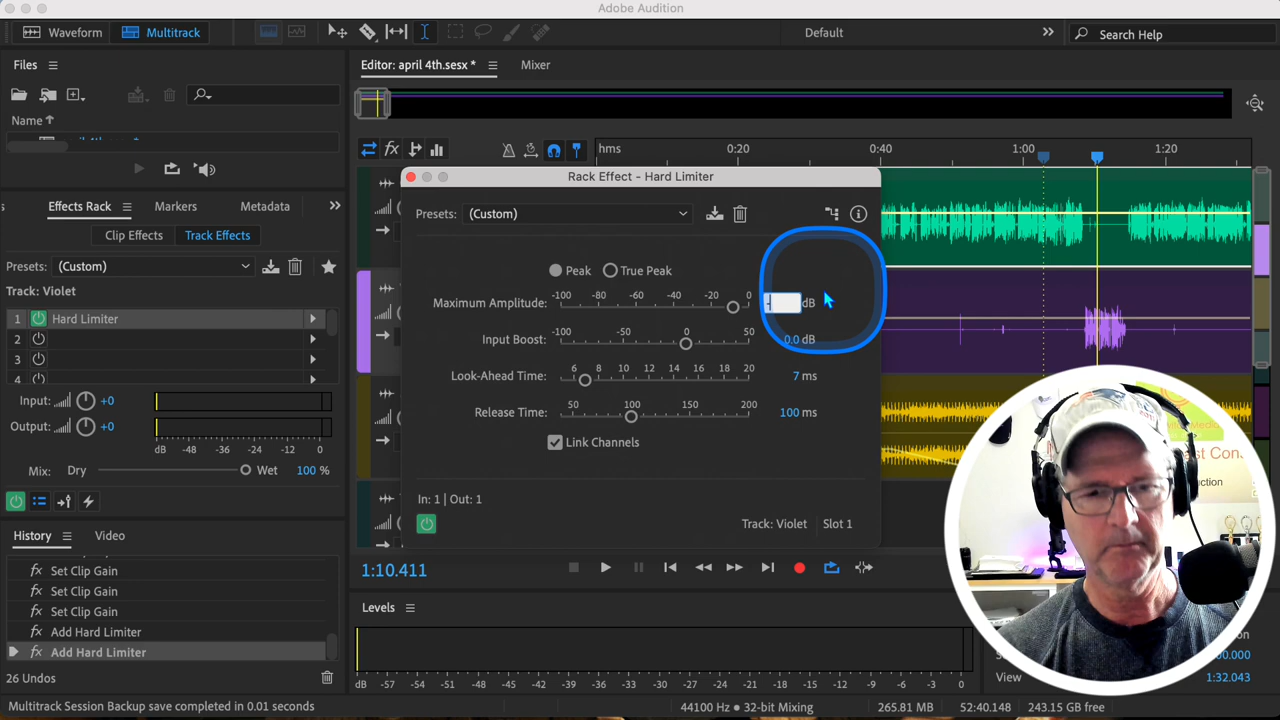 Adobe Audition
Waveform
Multitrack
Default
Search Help
Files
Editor: april 4th.sesx *
Mixer
Name
hms
0:20
0:40
1:00
1:20
Effects Rack
Markers
Metadata
Clip Effects
Track Effects
Presets:
(Custom)
Track: Violet
1
Hard Limiter
2
3
4
Input:
+0
Output:
+0
dB -48 -36 -24 -12 0
Mix:
Dry
Wet
100 %
History
Video
fx Set Clip Gain
fx Set Clip Gain
fx Set Clip Gain
fx Add Hard Limiter
fx Add Hard Limiter
26 Undos
Multitrack Session Backup save completed in 0.01 seconds
Rack Effect - Hard Limiter
Presets:
(Custom)
Peak
True Peak
-100 -80 -60 -40 -20 0
Maximum Amplitude:
-
dB
-100 -50 0 50
Input Boost:
0.0 dB
6 8 10 12 14 16 18 20
Look-Ahead Time:
7 ms
50 100 150 200
Release Time:
100 ms
Link Channels
In: 1 | Out: 1
Track: Violet
Slot 1
1:10.411
Levels
dB -57 -54 -51 -48 -45 -42 -39 -36 -33 -30 -27 -24 -21 -18 -15 -12 -9 -6 -3 0
View
1:32.043
44100 Hz • 32-bit Mixing
265.81 MB
52:40.148
243.15 GB free